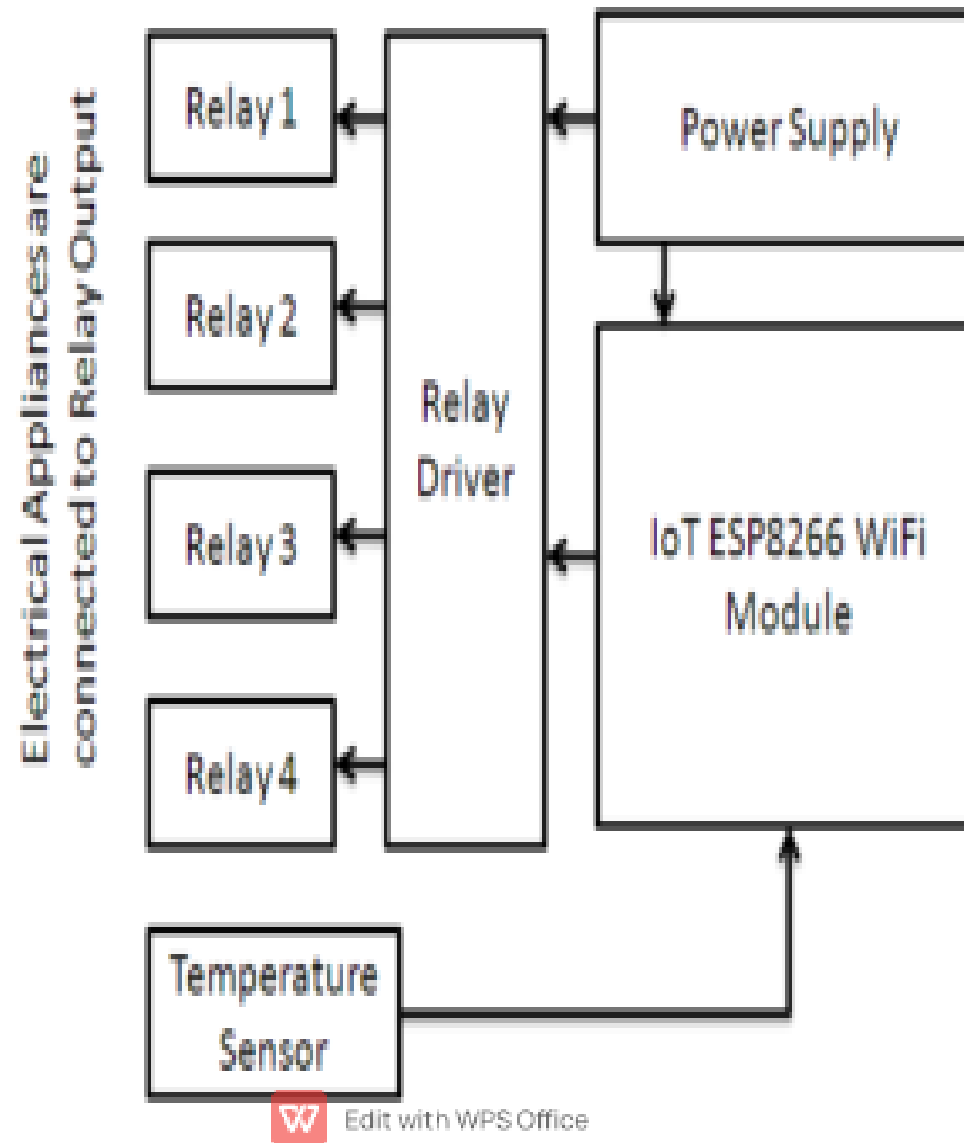 Electrical Appliances are
connected to Relay Output
Relay 1
Relay 2
Relay 3
Relay 4
Relay
Driver
Power Supply
IoT ESP8266 WiFi
Module
Temperature
Sensor
Edit with WPS Office